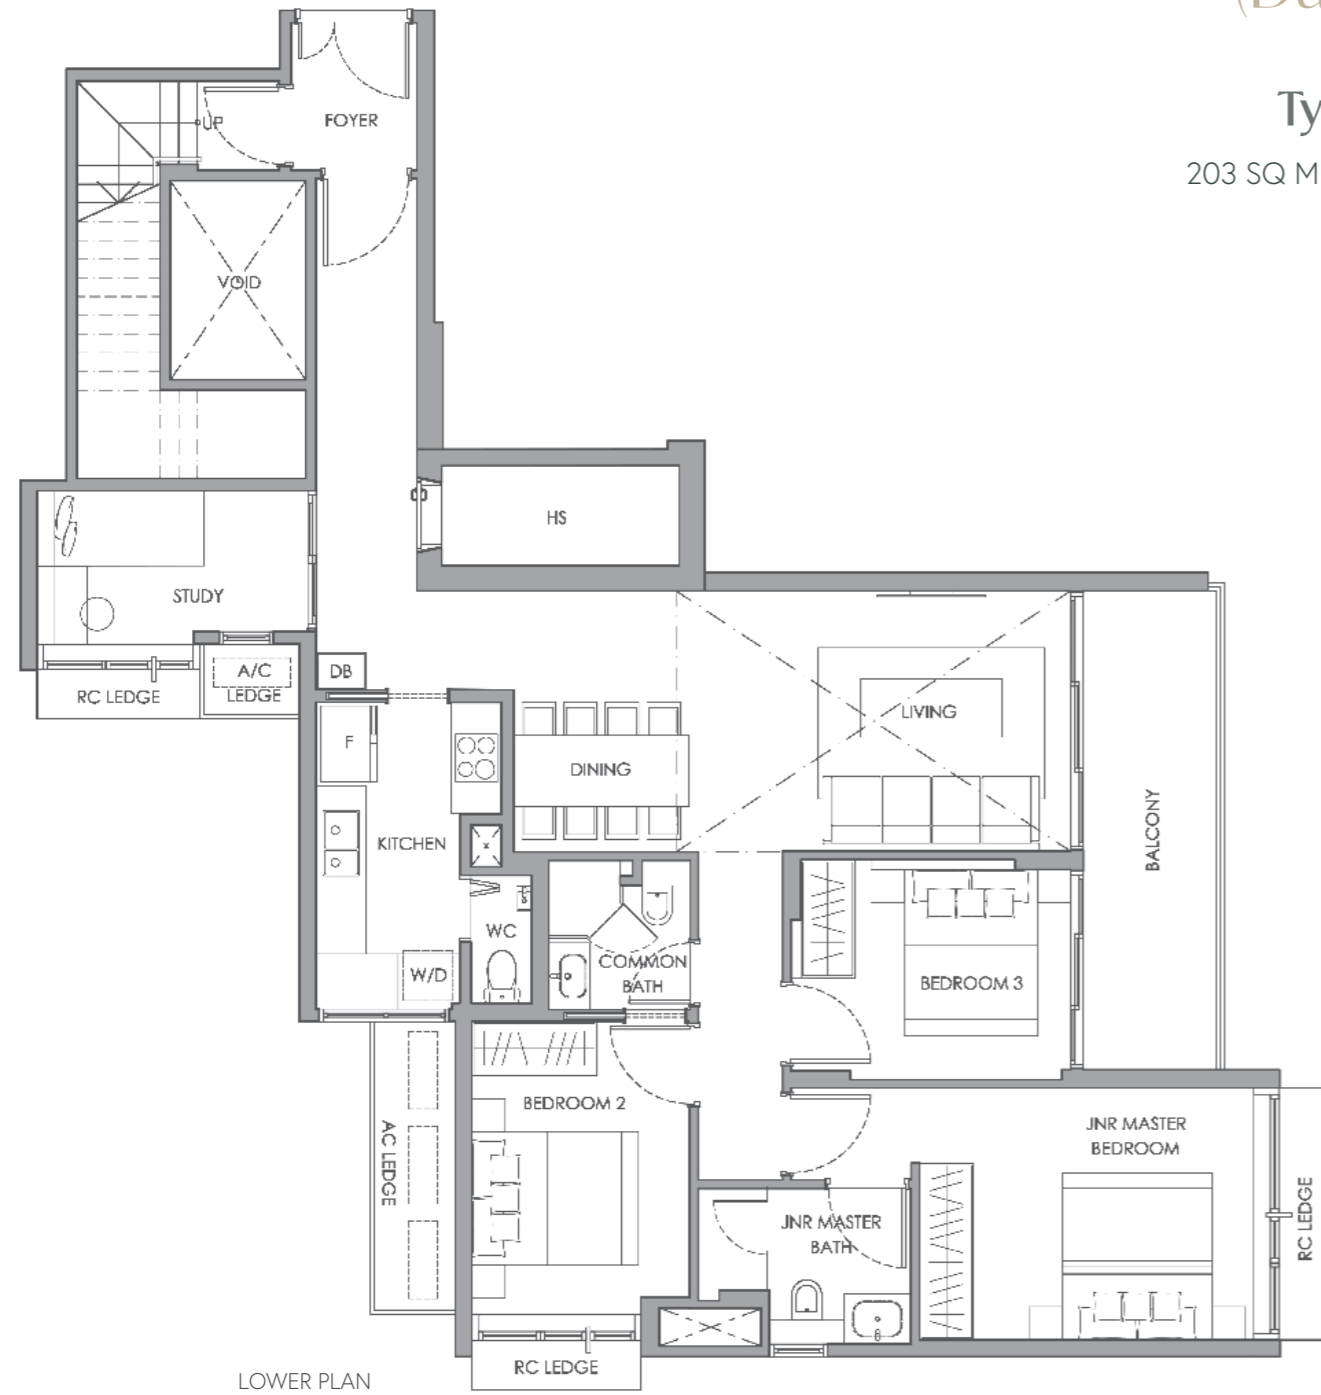 (Du
Ty
203 SQ M
FOYER
UP
VOID
HS
STUDY
A/C
LEDGE
RC LEDGE
DB
F
LIVING
DINING
KITCHEN
BALCONY
WC
COMMON
BATH
W/D
BEDROOM 3
BEDROOM 2
AC LEDGE
JNR MASTER
BEDROOM
JNR MASTER
BATH
RC LEDGE
RC LEDGE
LOWER PLAN